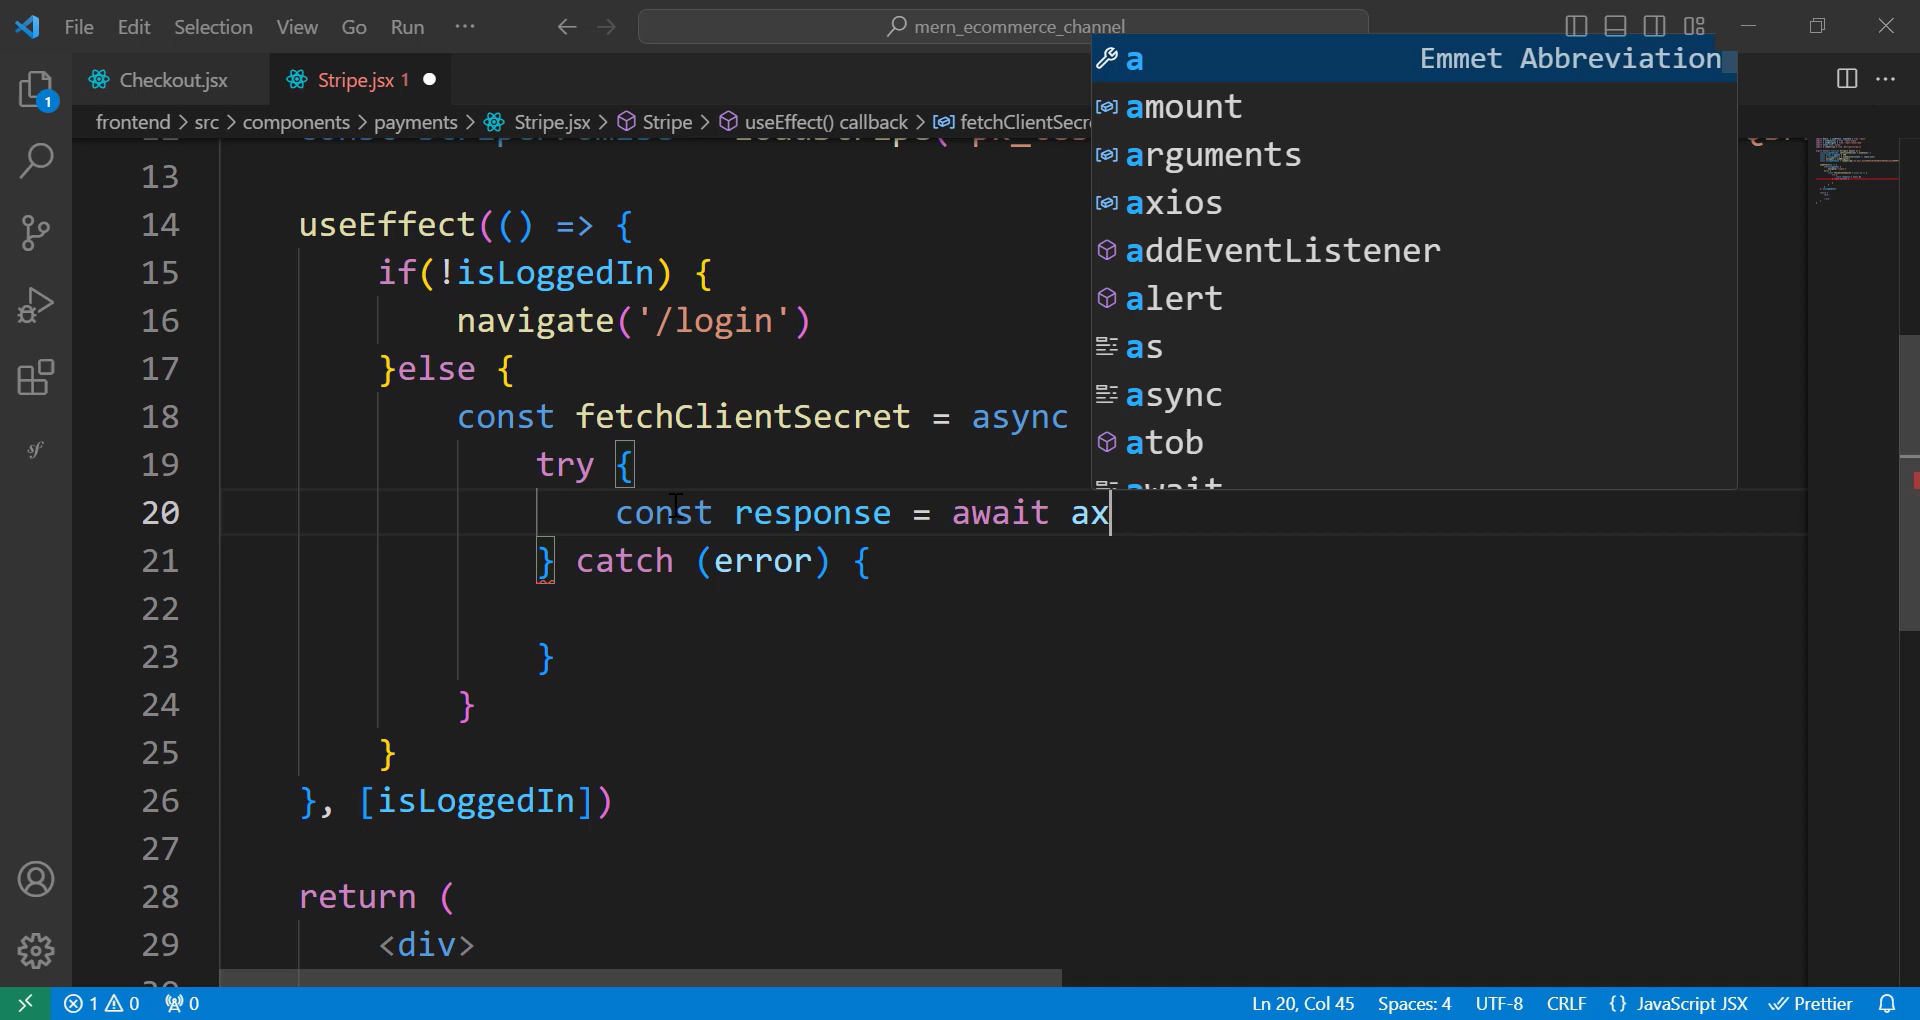 File Edit Selection View Go Run ··· mern_ecommerce_channel
Checkout.jsx Stripe.jsx 1
frontend > src > components > payments > Stripe.jsx > Stripe > useEffect() callback > fetchClientSecr
a Emmet Abbreviation
amount
arguments
axios
addEventListener
alert
as
async
atob
await
13
14 useEffect(() => {
15 if(!isLoggedIn) {
16 navigate('/login')
17 }else {
18 const fetchClientSecret = async
19 try {
20 const response = await ax
21 } catch (error) {
22
23 }
24 }
25 }
26 }, [isLoggedIn])
27
28 return (
29 <div>
1
sf
1 0 0 Ln 20, Col 45 Spaces: 4 UTF-8 CRLF {} JavaScript JSX Prettier